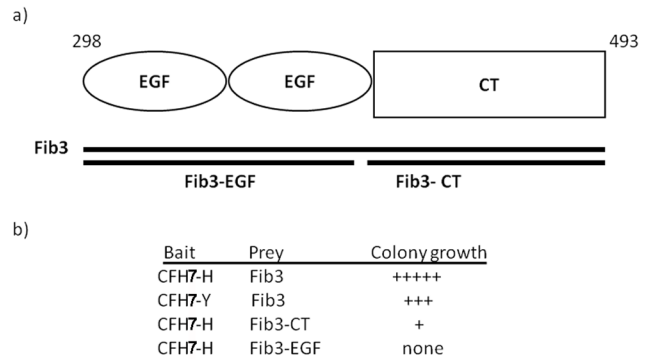 a)
298 493
EGF EGF CT
Fib3
Fib3-EGF Fib3- CT
b)
Bait Prey Colony growth
CFH7-H Fib3 +++++
CFH7-Y Fib3 +++
CFH7-H Fib3-CT +
CFH7-H Fib3-EGF none